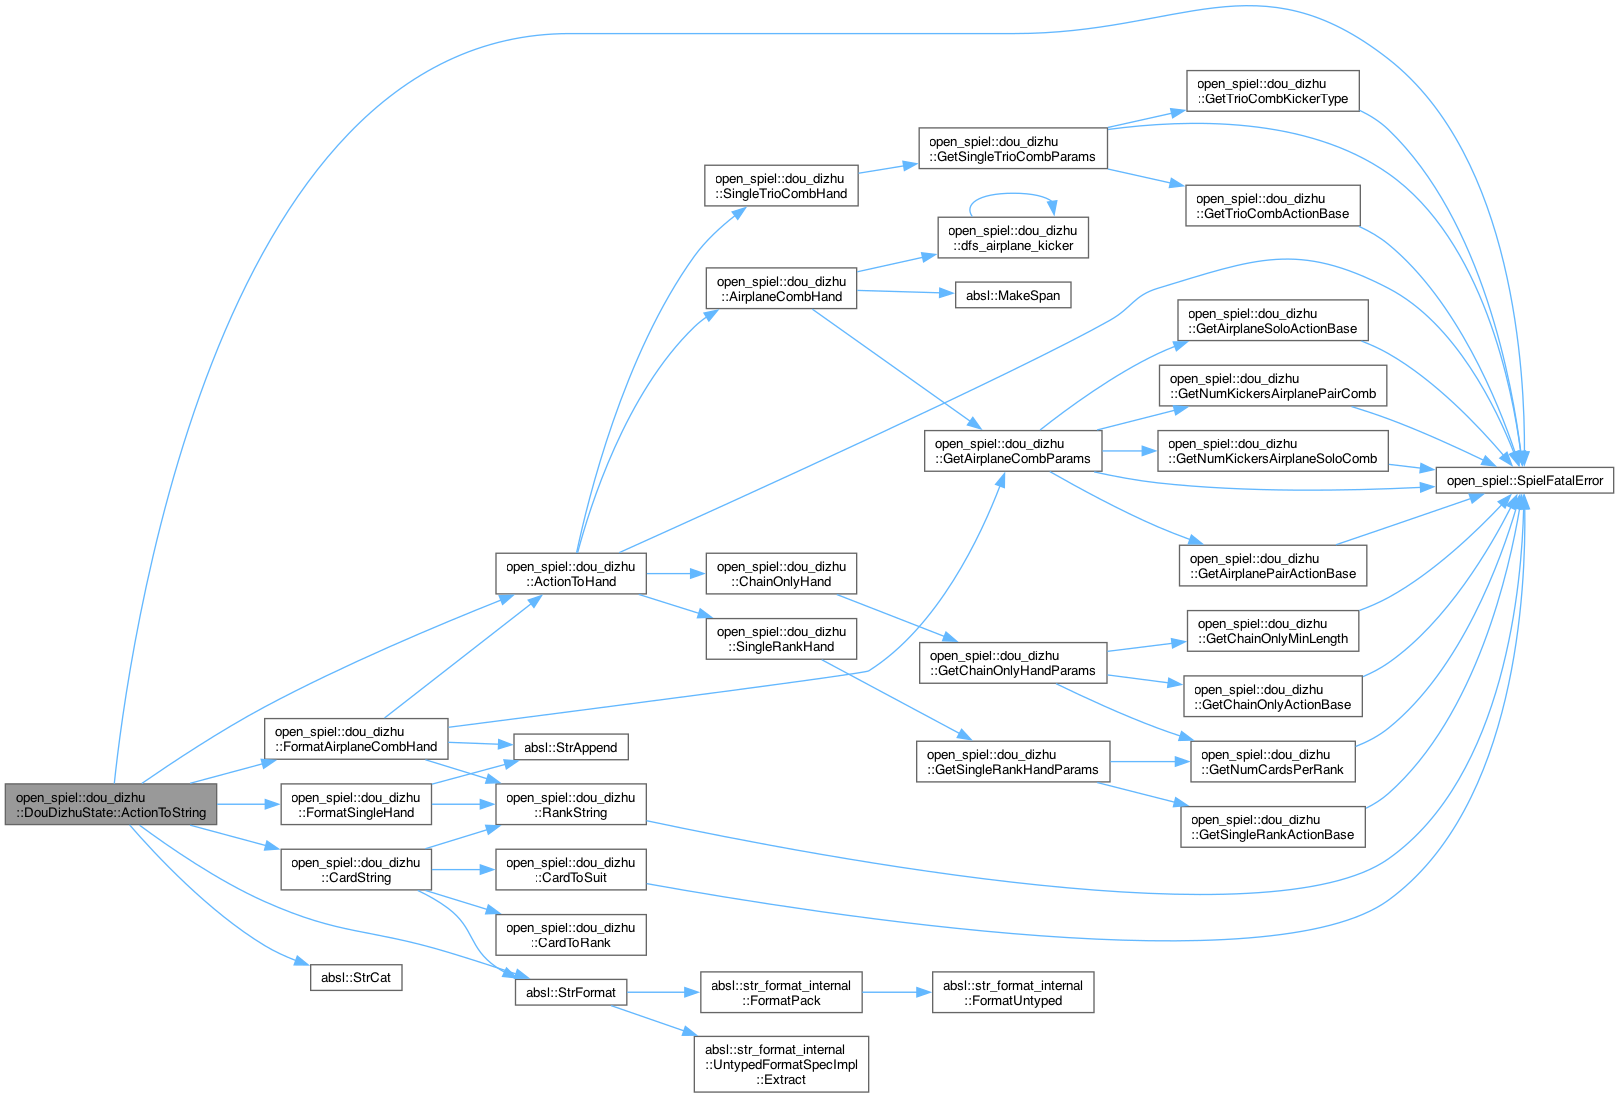 open_spiel::dou_dizhu
::GetTrioCombKickerType
open_spiel::dou_dizhu
::GetSingleTrioCombParams
open_spiel::dou_dizhu
::SingleTrioCombHand
open_spiel::dou_dizhu
::GetTrioCombActionBase
open_spiel::dou_dizhu
::dfs_airplane_kicker
open_spiel::dou_dizhu
::AirplaneCombHand
absl::MakeSpan
open_spiel::dou_dizhu
::GetAirplaneSoloActionBase
open_spiel::dou_dizhu
::GetNumKickersAirplanePairComb
open_spiel::dou_dizhu
::GetAirplaneCombParams
open_spiel::dou_dizhu
::GetNumKickersAirplaneSoloComb
open_spiel::SpielFatalError
open_spiel::dou_dizhu
::GetAirplanePairActionBase
open_spiel::dou_dizhu
::ActionToHand
open_spiel::dou_dizhu
::ChainOnlyHand
open_spiel::dou_dizhu
::GetChainOnlyMinLength
open_spiel::dou_dizhu
::SingleRankHand
open_spiel::dou_dizhu
::GetChainOnlyHandParams
open_spiel::dou_dizhu
::GetChainOnlyActionBase
open_spiel::dou_dizhu
::FormatAirplaneCombHand
absl::StrAppend
open_spiel::dou_dizhu
::GetSingleRankHandParams
open_spiel::dou_dizhu
::GetNumCardsPerRank
open_spiel::dou_dizhu
::DouDizhuState::ActionToString
open_spiel::dou_dizhu
::FormatSingleHand
open_spiel::dou_dizhu
::RankString
open_spiel::dou_dizhu
::GetSingleRankActionBase
open_spiel::dou_dizhu
::CardString
open_spiel::dou_dizhu
::CardToSuit
open_spiel::dou_dizhu
::CardToRank
absl::StrCat
absl::StrFormat
absl::str_format_internal
::FormatPack
absl::str_format_internal
::FormatUntyped
absl::str_format_internal
::UntypedFormatSpecImpl
::Extract